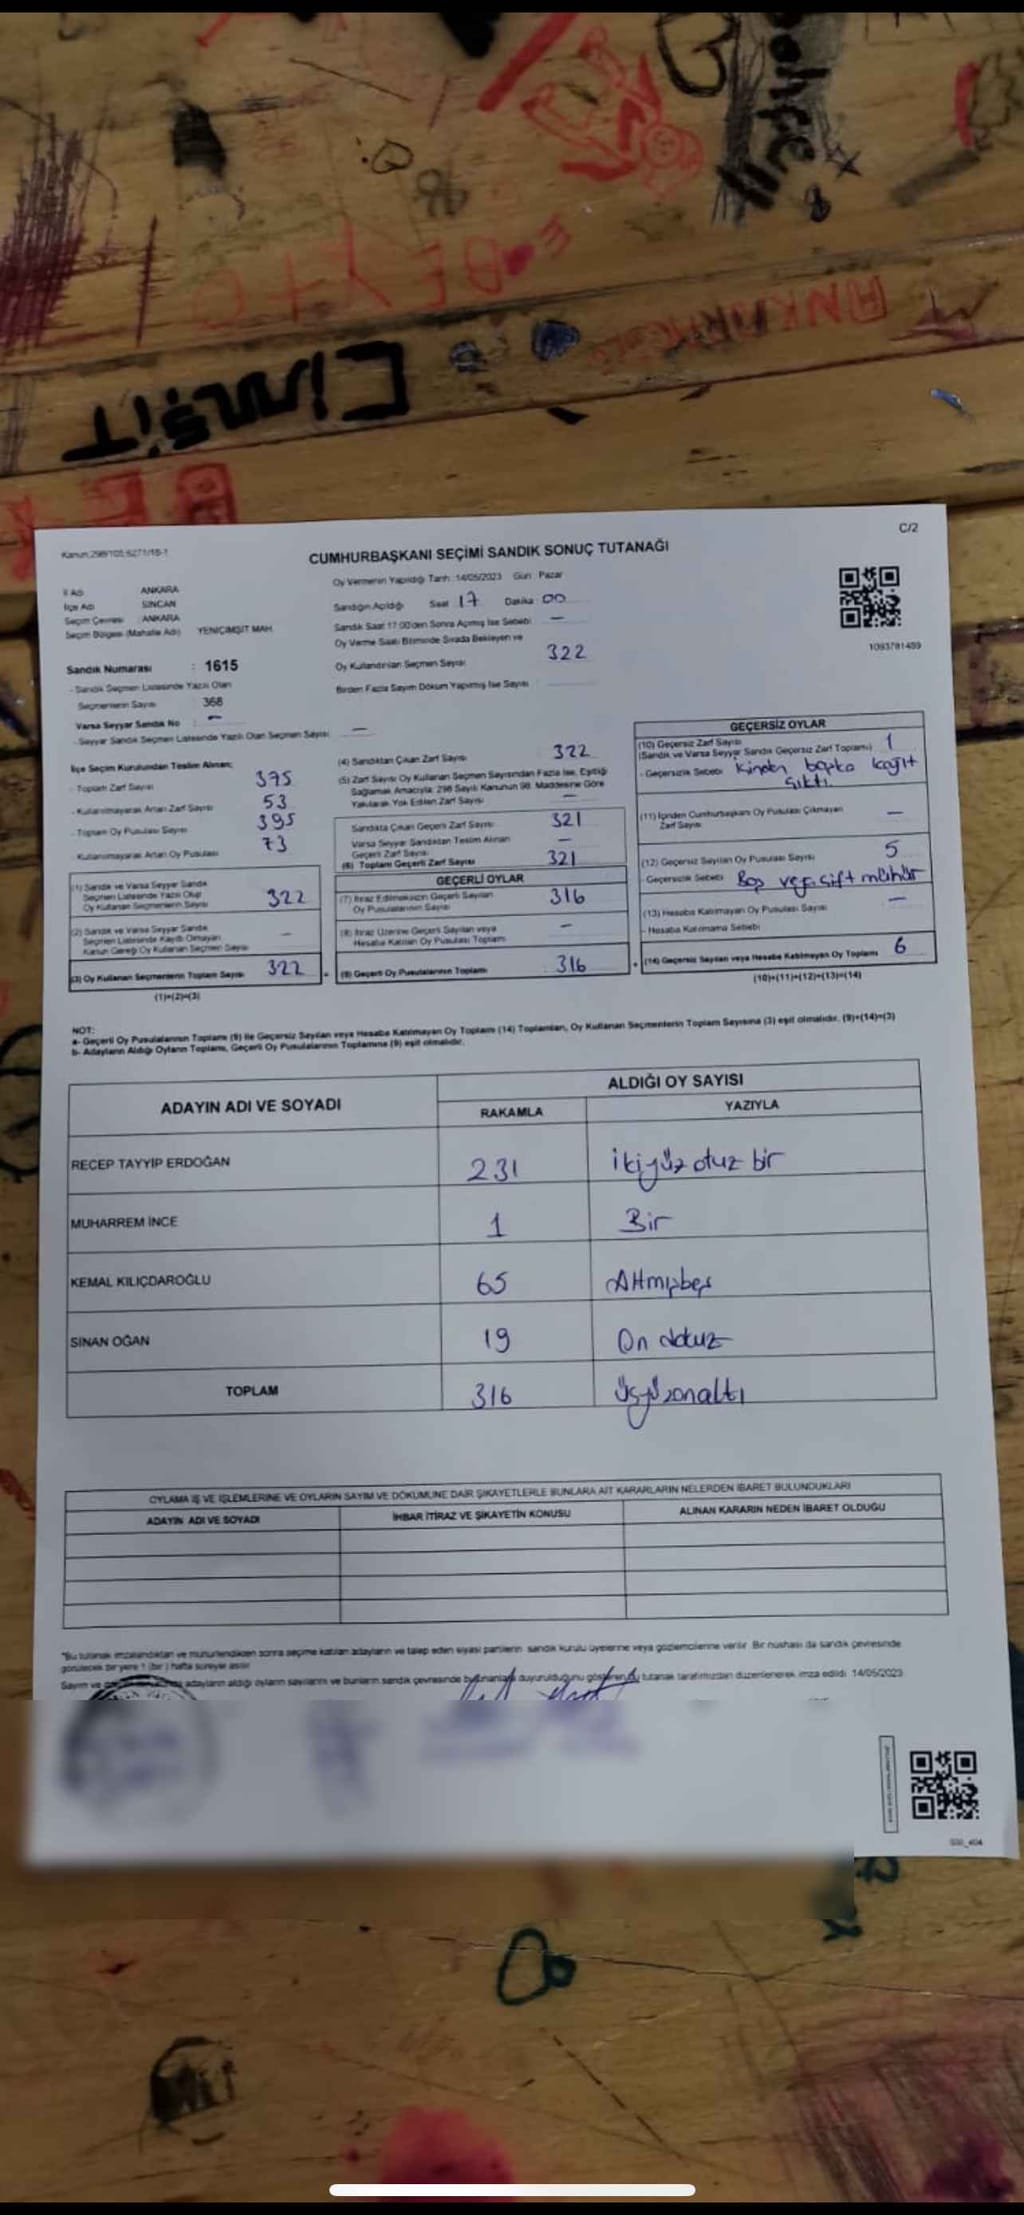 CİMŞİT
C/2
Kanun:298/105;6271/18-1
CUMHURBAŞKANI SEÇİMİ SANDIK SONUÇ TUTANAĞI
İl Adı ANKARA
İlçe Adı SİNCAN
Seçim Çevresi : ANKARA
Seçim Bölgesi (Mahalle Adı) YENİÇİMŞİT MAH.
Oy Vermenin Yapıldığı Tarih: 14/05/2023 Gün: Pazar
Sandığın Açıldığı Saat 17 Dakika 00
Sandık Saat 17:00'den Sonra Açılmış İse Sebebi —
Oy Verme Saati Bitiminde Sırada Bekleyen ve
Oy Kullandırılan Seçmen Sayısı 322
Birden Fazla Sayım Döküm Yapılmış İse Sayısı
1093781489
Sandık Numarası : 1615
- Sandık Seçmen Listesinde Yazılı Olan
Seçmenlerin Sayısı 368
Varsa Seyyar Sandık No : —
- Seyyar Sandık Seçmen Listesinde Yazılı Olan Seçmen Sayısı —
İlçe Seçim Kurulundan Teslim Alınan;
- Toplam Zarf Sayısı 375
- Kullanılmayarak Artan Zarf Sayısı 53
- Toplam Oy Pusulası Sayısı 395
- Kullanılmayarak Artan Oy Pusulası 73
(1) Sandık ve Varsa Seyyar Sandık
Seçmen Listesinde Yazılı Olup
Oy Kullanan Seçmenlerin Sayısı 322
(2) Sandık ve Varsa Seyyar Sandık
Seçmen Listesinde Kayıtlı Olmayan
Kanun Gereği Oy Kullanan Seçmen Sayısı —
(3) Oy Kullanan Seçmenlerin Toplam Sayısı 322
(1)+(2)=(3)
(4) Sandıktan Çıkan Zarf Sayısı 322
(5) Zarf Sayısı Oy Kullanan Seçmen Sayısından Fazla İse, Eşitliği
Sağlamak Amacıyla; 298 Sayılı Kanunun 98. Maddesine Göre
Yakılarak Yok Edilen Zarf Sayısı —
Sandıkta Çıkan Geçerli Zarf Sayısı 321
Varsa Seyyar Sandıktan Teslim Alınan
Geçerli Zarf Sayısı —
(6) Toplam Geçerli Zarf Sayısı 321
GEÇERLİ OYLAR
(7) İtiraz Edilmeksizin Geçerli Sayılan
Oy Pusulalarının Sayısı 316
(8) İtiraz Üzerine Geçerli Sayılan veya
Hesaba Katılan Oy Pusulası Toplamı —
(9) Geçerli Oy Pusulalarının Toplamı 316
GEÇERSİZ OYLAR
(10) Geçersiz Zarf Sayısı
(Sandık ve Varsa Seyyar Sandık Geçersiz Zarf Toplamı) 1
- Geçersizlik Sebebi başka kağıt
çıktı.
(11) İçinden Cumhurbaşkanı Oy Pusulası Çıkmayan
Zarf Sayısı —
(12) Geçersiz Sayılan Oy Pusulası Sayısı 5
- Geçersizlik Sebebi Boş veya çift mühür
(13) Hesaba Katılmayan Oy Pusulası Sayısı —
- Hesaba Katılmama Sebebi
(14) Geçersiz Sayılan veya Hesaba Katılmayan Oy Toplamı 6
(10)+(11)+(12)+(13)=(14)
NOT:
a- Geçerli Oy Pusulalarının Toplamı (9) ile Geçersiz Sayılan veya Hesaba Katılmayan Oy Toplamı (14) Toplamları, Oy Kullanan Seçmenlerin Toplam Sayısına (3) eşit olmalıdır. (9)+(14)=(3)
b- Adayların Aldığı Oyların Toplamı, Geçerli Oy Pusulalarının Toplamına (9) eşit olmalıdır.
ADAYIN ADI VE SOYADI
ALDIĞI OY SAYISI
RAKAMLA YAZIYLA
RECEP TAYYİP ERDOĞAN 231 ikiyüz otuz bir
MUHARREM İNCE 1 Bir
KEMAL KILIÇDAROĞLU 65 Altmışbeş
SİNAN OĞAN 19 On dokuz
TOPLAM 316 üçyüzonaltı
OYLAMA İŞ VE İŞLEMLERİNE VE OYLARIN SAYIM VE DÖKÜMÜNE DAİR ŞİKAYETLERLE BUNLARA AİT KARARLARIN NELERDEN İBARET BULUNDUKLARI
ADAYIN ADI VE SOYADI İHBAR İTİRAZ VE ŞİKAYETİN KONUSU ALINAN KARARIN NEDEN İBARET OLDUĞU
*Bu tutanak imzalandıktan ve mühürlendikten sonra seçime katılan adayların ve talep eden siyasi partilerin sandık kurulu üyelerine veya gözlemcilerine verilir. Bir nüshası da sandık çevresinde
görülecek bir yere 1 (bir) hafta süreyle asılır.
Sayım ve adayların aldığı oyların sayılarını ve bunların sandık çevresinde bulunanlara duyurulduğunu gösteren bu tutanak tarafımızdan düzenlenerek imza edildi. 14/05/2023